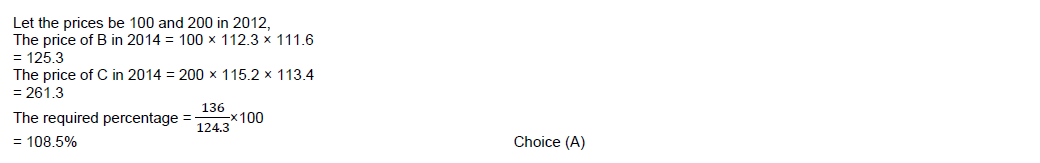 Let the prices be 100 and 200 in 2012,
The price of B in 2014 = 100 × 112.3 × 111.6
= 125.3
The price of C in 2014 = 200 × 115.2 × 113.4
= 261.3
The required percentage = 136/124.3 ×100
= 108.5% Choice (A)